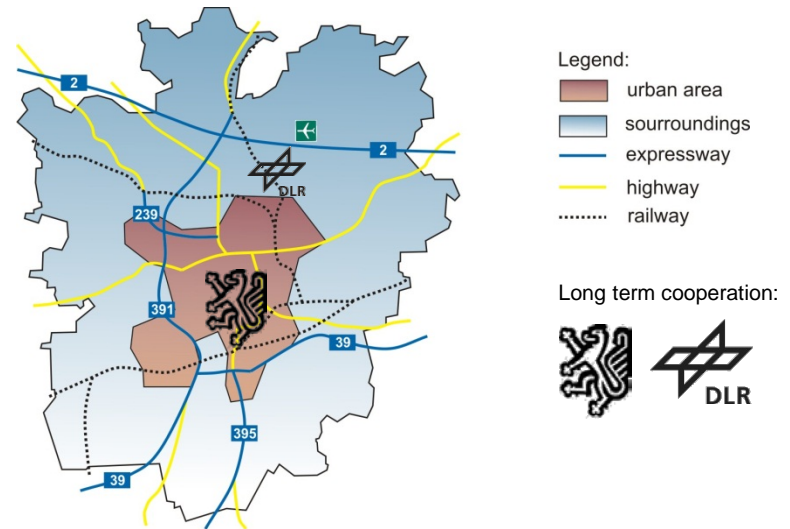 2
2
DLR
239
391
39
395
39
Legend:
urban area
sourroundings
expressway
highway
railway
Long term cooperation:
DLR